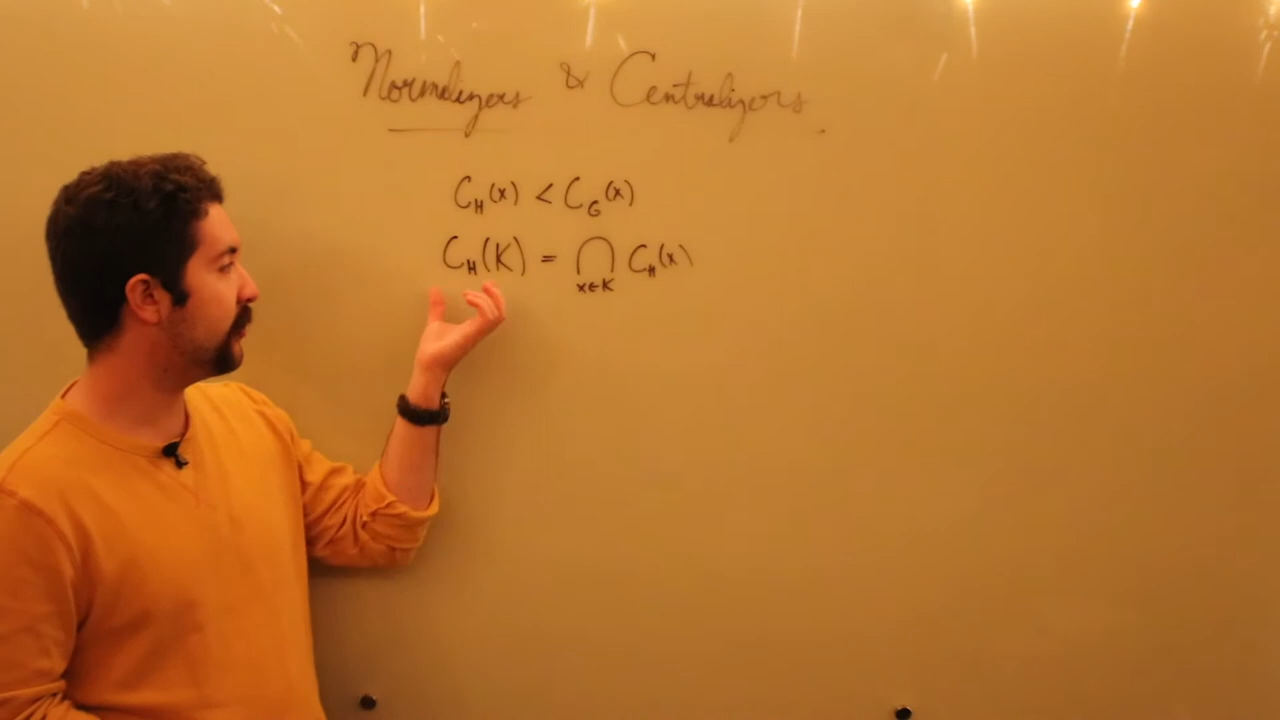 Normalizers & Centralizers.
C_H(x) < C_G(x)
C_H(K) = ⋂_{x∈K} C_H(x)